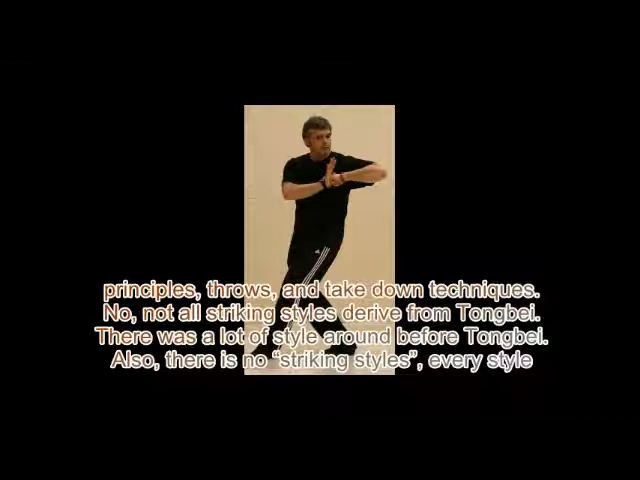 principles, throws, and take down techniques.
No, not all striking styles derive from Tongbei.
There was a lot of style around before Tongbei.
Also, there is no “striking styles”, every style